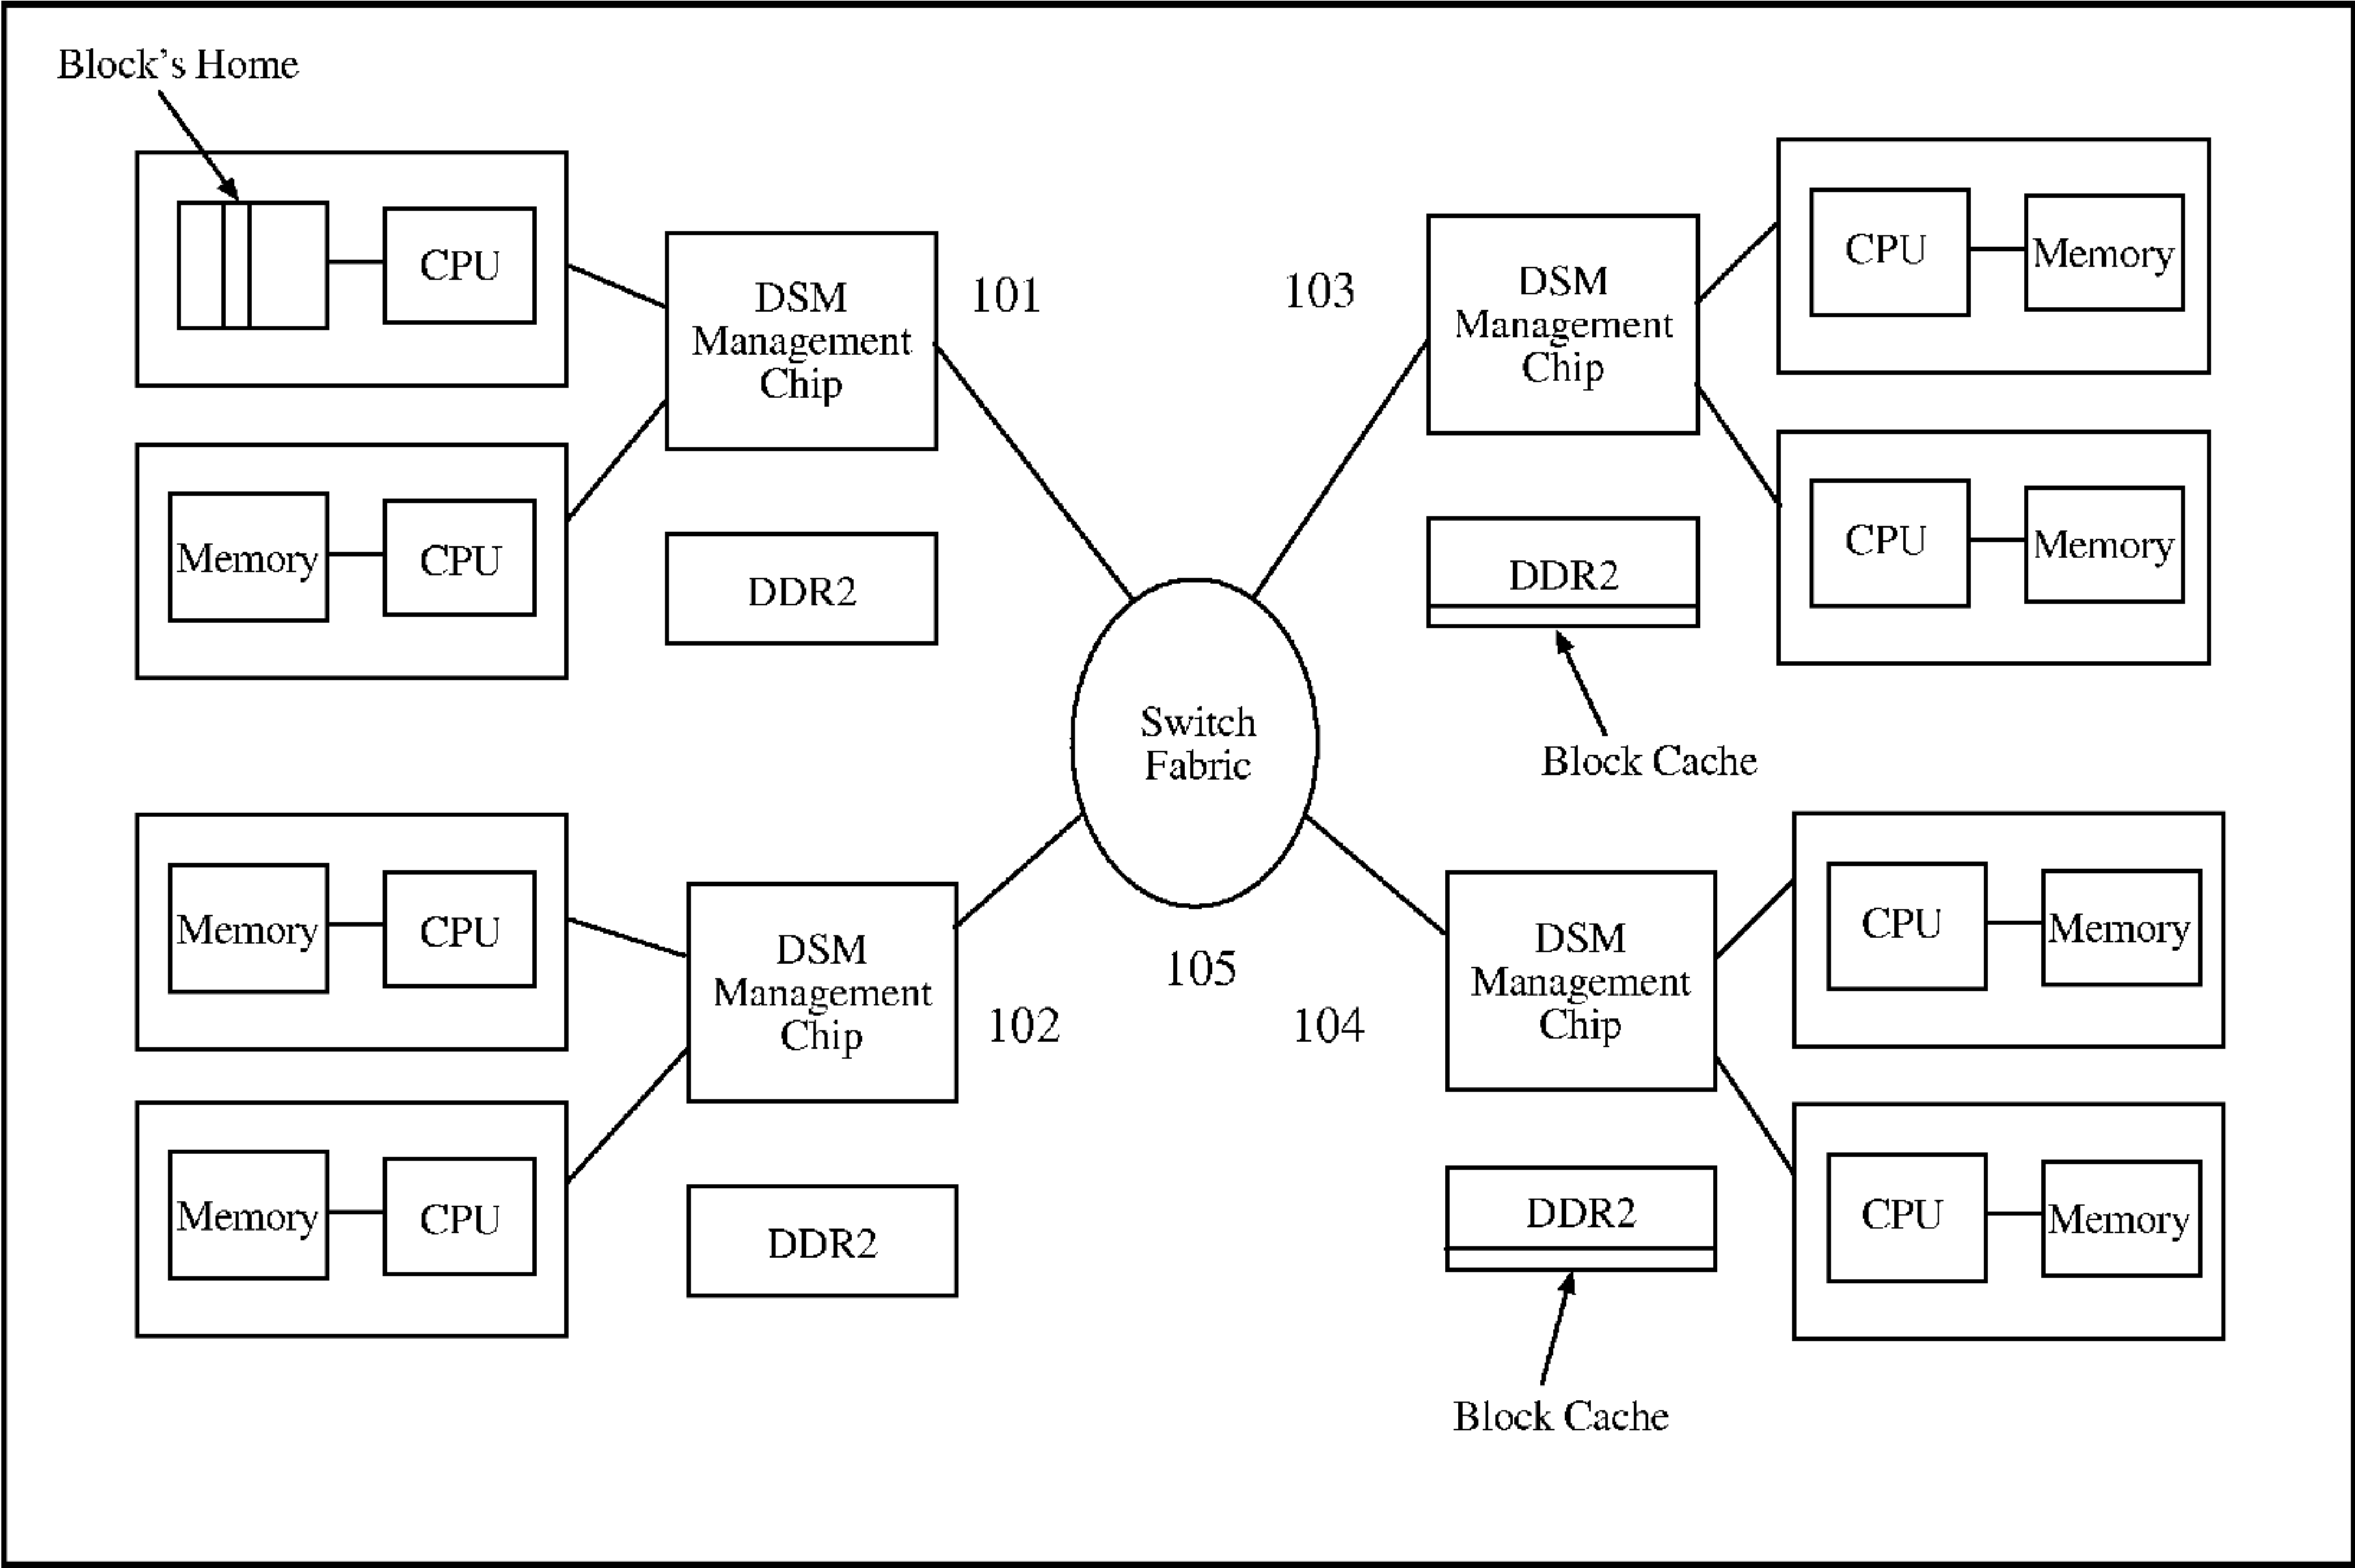 Block's Home
CPU
DSM
Management
Chip
101
Memory
CPU
DDR2
103
DSM
Management
Chip
CPU
Memory
CPU
Memory
DDR2
Block Cache
Switch
Fabric
105
Memory
CPU
DSM
Management
Chip
102
Memory
CPU
DDR2
104
DSM
Management
Chip
CPU
Memory
CPU
Memory
DDR2
Block Cache